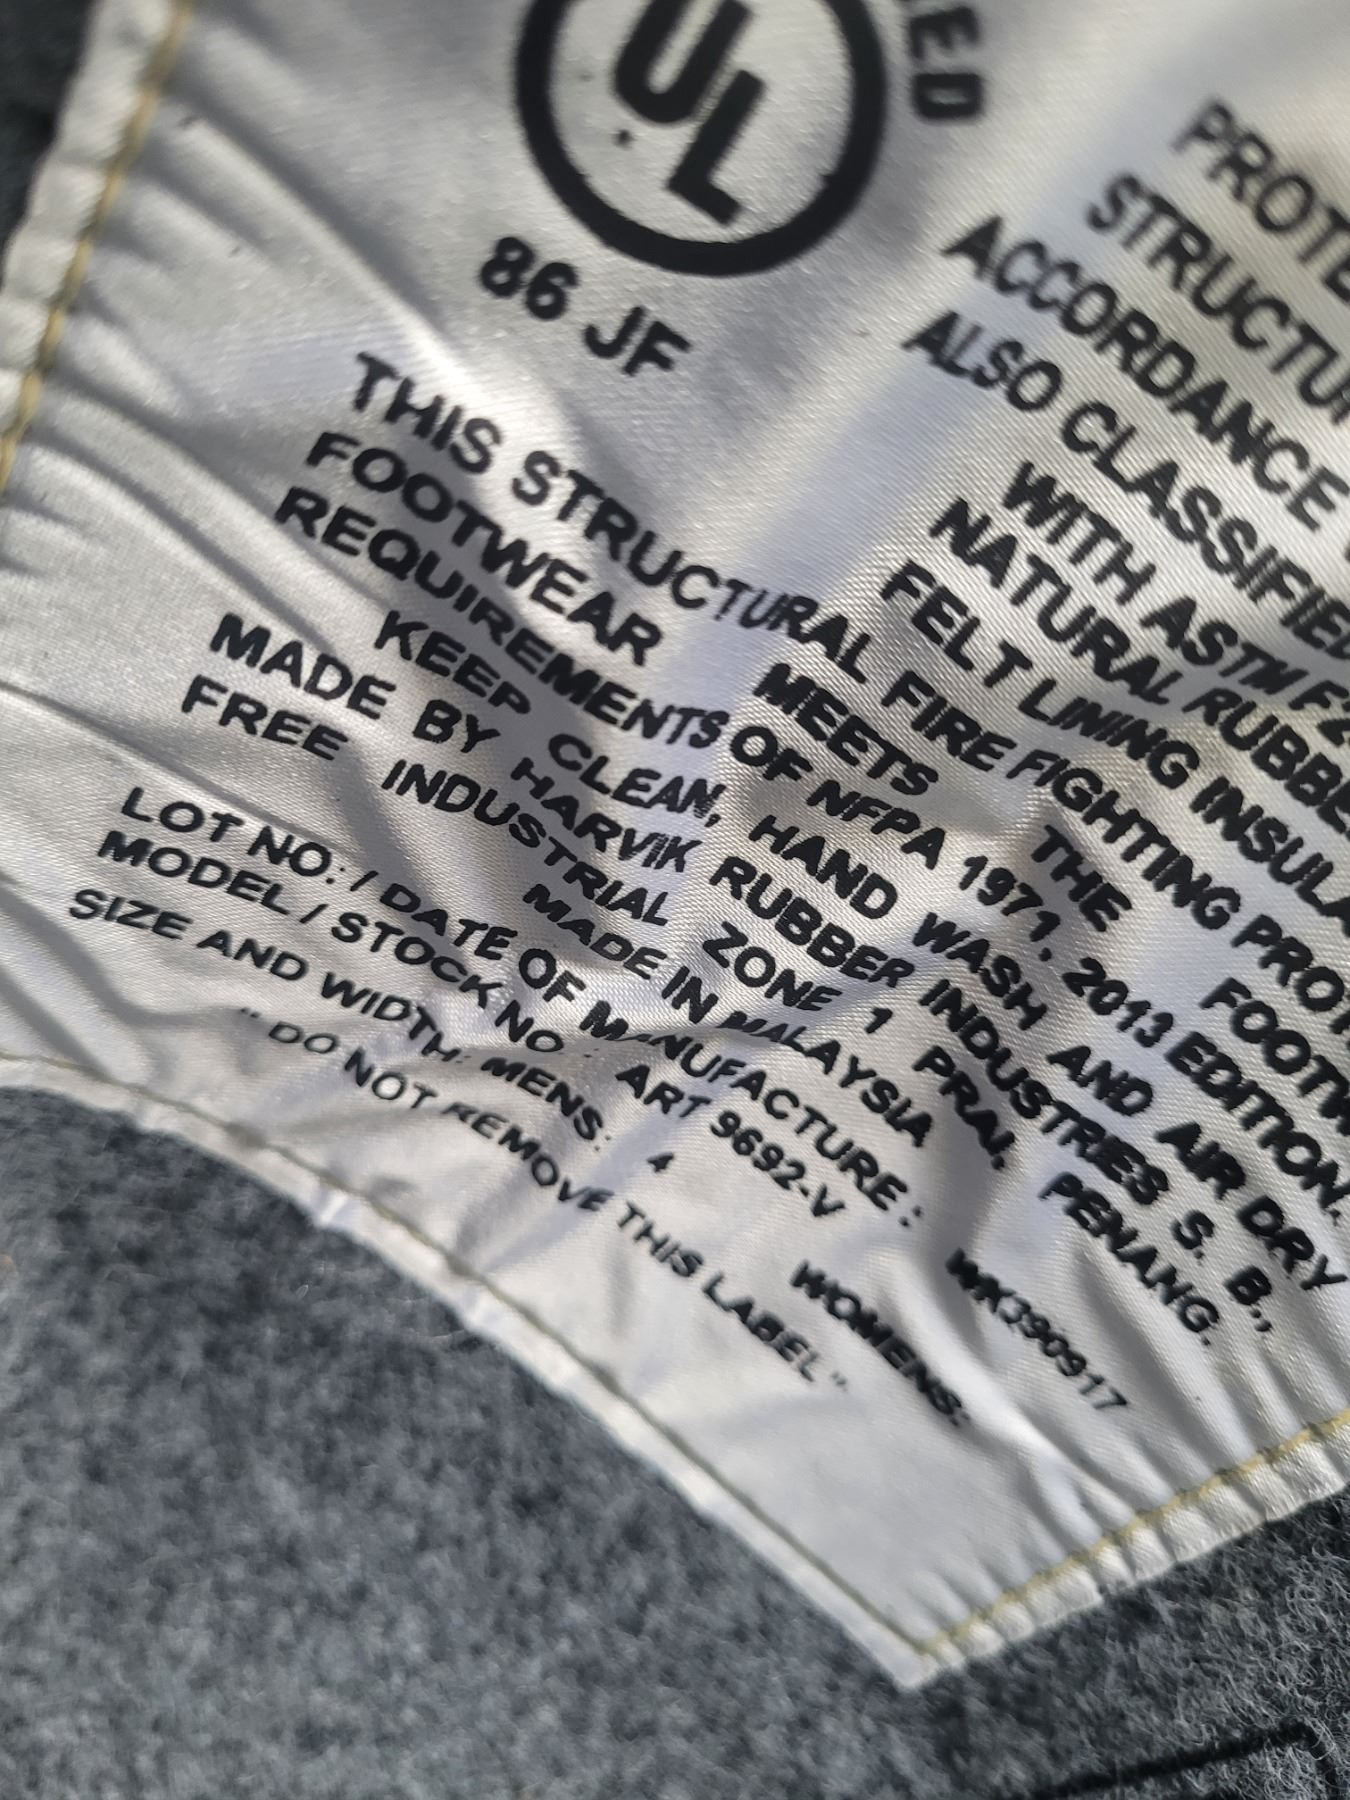 UL
86 JF
PROTE
STRUCTUR
ACCORDANCE
ALSO CLASSIFIED
WITH ASTM F2
NATURAL RUBBE
FELT LINING INSULA
THIS STRUCTURAL FIRE FIGHTING PROT
FOOTWEAR MEETS THE FOOTW
REQUIREMENTS OF NFPA 1971, 2013 EDITION.
KEEP CLEAN, HAND WASH AND AIR DRY
MADE BY HARVIK RUBBER INDUSTRIES S. B.,
FREE INDUSTRIAL ZONE 1 PRAI, PENANG.
MADE IN MALAYSIA
LOT NO: / DATE OF MANUFACTURE : WK390917
MODEL / STOCK NO : ART 9692-V
SIZE AND WIDTH: MENS: 4 WOMENS:
" DO NOT REMOVE THIS LABEL"